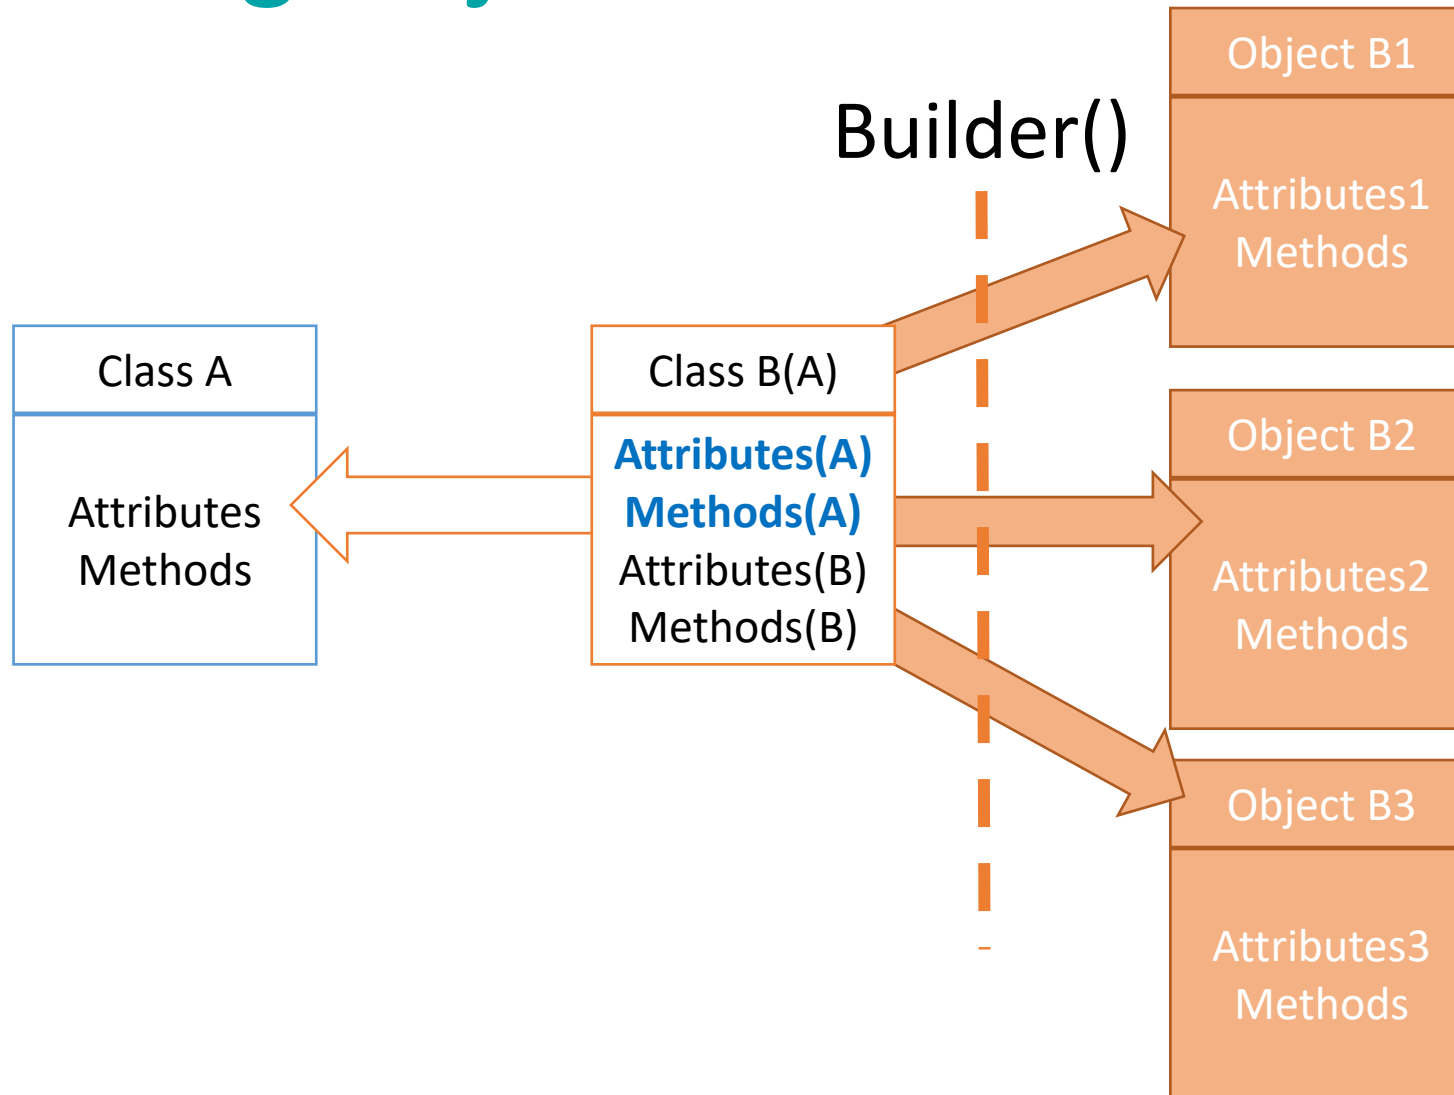 Builder()
Class A
Attributes
Methods
Class B(A)
Attributes(A)
Methods(A)
Attributes(B)
Methods(B)
Object B1
Attributes1
Methods
Object B2
Attributes2
Methods
Object B3
Attributes3
Methods